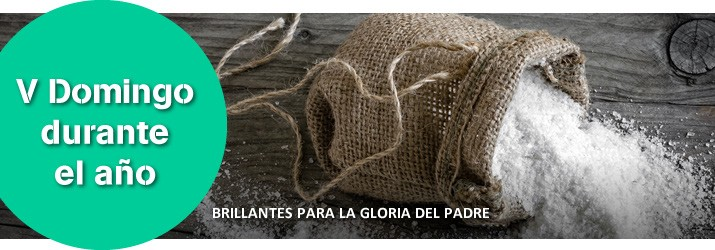 V Domingo
durante
el año
BRILLANTES PARA LA GLORIA DEL PADRE